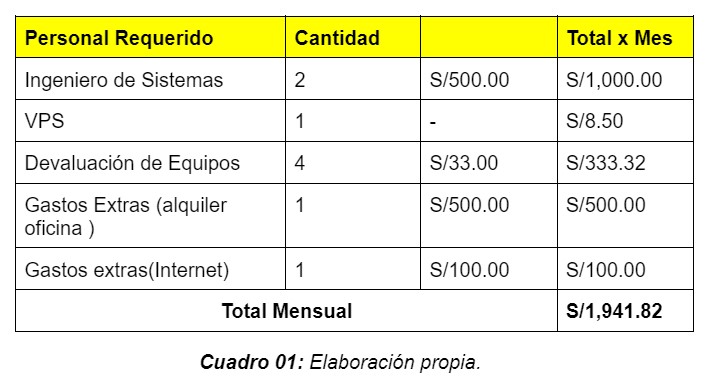 Personal Requerido Cantidad Total x Mes
Ingeniero de Sistemas 2 S/500.00 S/1,000.00
VPS 1 - S/8.50
Devaluación de Equipos 4 S/33.00 S/333.32
Gastos Extras (alquiler 1 S/500.00 S/500.00
oficina )
Gastos extras(Internet) 1 S/100.00 S/100.00
Total Mensual S/1,941.82
Cuadro 01: Elaboración propia.